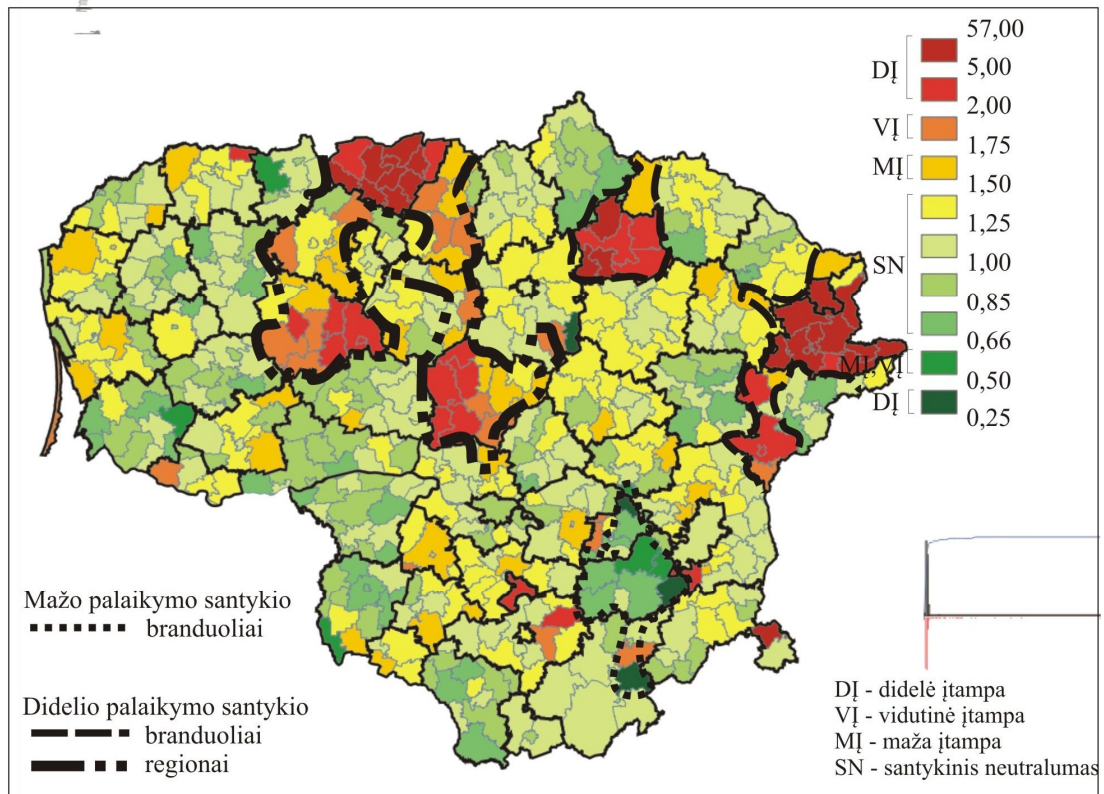 57,00
DĮ
5,00
2,00
VĮ
1,75
MĮ
1,50
1,25
SN
1,00
0,85
0,66
MĮ,VĮ
0,50
DĮ
0,25
Mažo palaikymo santykio
branduoliai
Didelio palaikymo santykio
branduoliai
regionai
DĮ - didelė įtampa
VĮ - vidutinė įtampa
MĮ - maža įtampa
SN - santykinis neutralumas